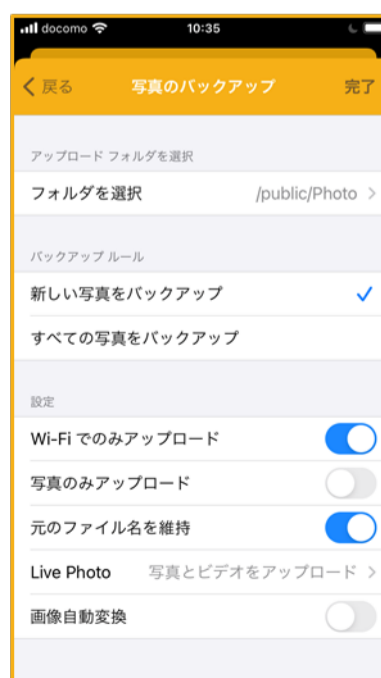 docomo 10:35
戻る 写真のバックアップ 完了
アップロード フォルダを選択
フォルダを選択 /public/Photo
バックアップ ルール
新しい写真をバックアップ
すべての写真をバックアップ
設定
Wi-Fi でのみアップロード
写真のみアップロード
元のファイル名を維持
Live Photo 写真とビデオをアップロード
画像自動変換